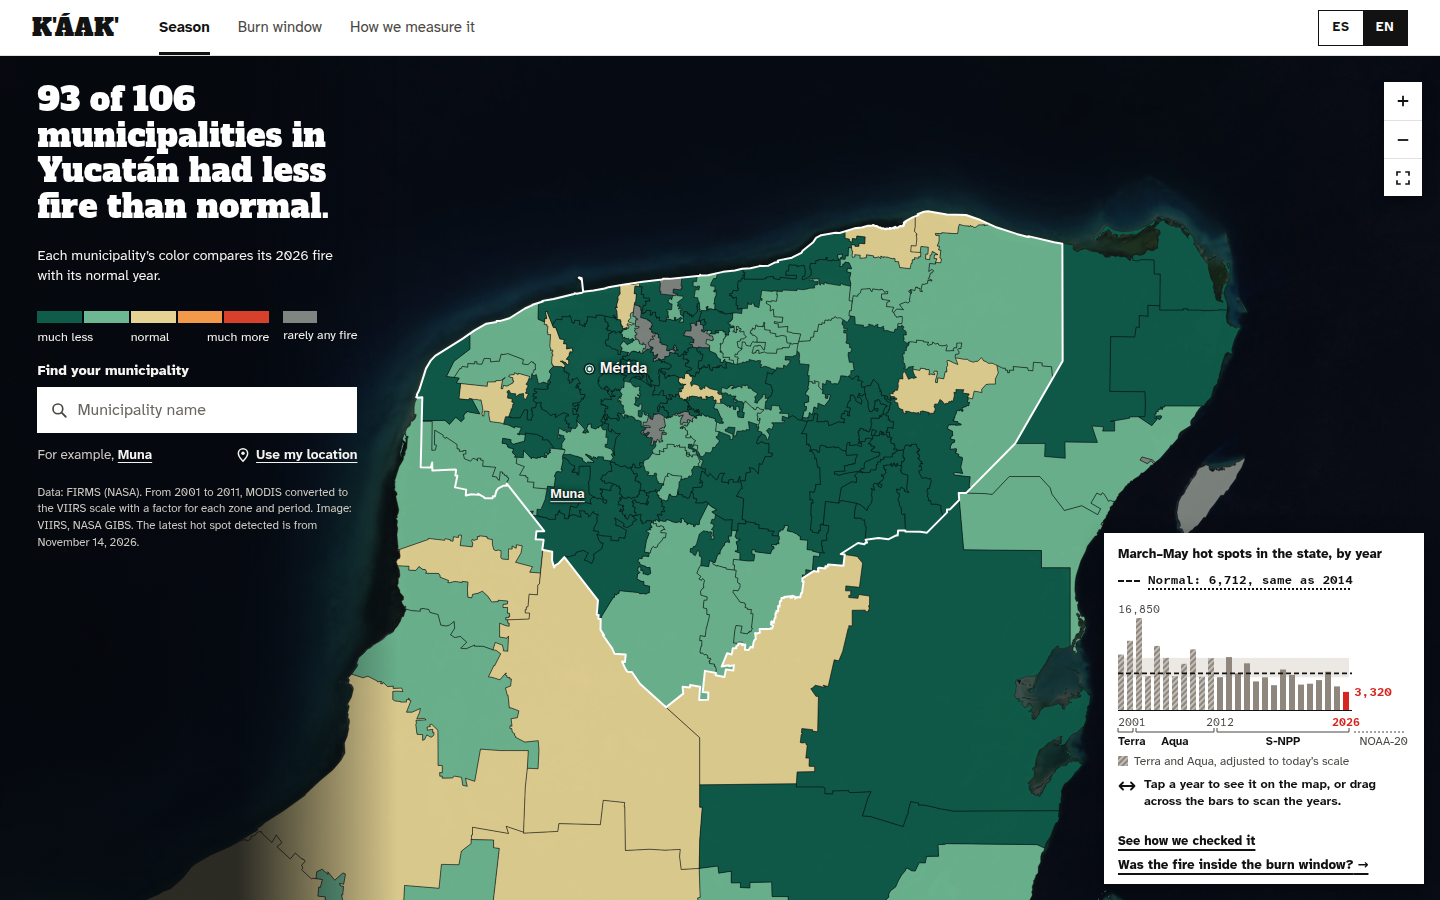 K'ÁAK'
Season
Burn window
How we measure it
ES
EN
93 of 106
municipalities in
Yucatán had less
fire than normal.
Each municipality's color compares its 2026 fire
with its normal year.
much less
normal
much more
rarely any fire
Find your municipality
Municipality name
For example, Muna
Use my location
Data: FIRMS (NASA). From 2001 to 2011, MODIS converted to
the VIIRS scale with a factor for each zone and period. Image:
VIIRS, NASA GIBS. The latest hot spot detected is from
November 14, 2026.
Mérida
Muna
+
−
March–May hot spots in the state, by year
Normal: 6,712, same as 2014
16,850
3,320
2001
2012
2026
Terra
Aqua
S-NPP
NOAA-20
Terra and Aqua, adjusted to today's scale
Tap a year to see it on the map, or drag
across the bars to scan the years.
See how we checked it
Was the fire inside the burn window? →